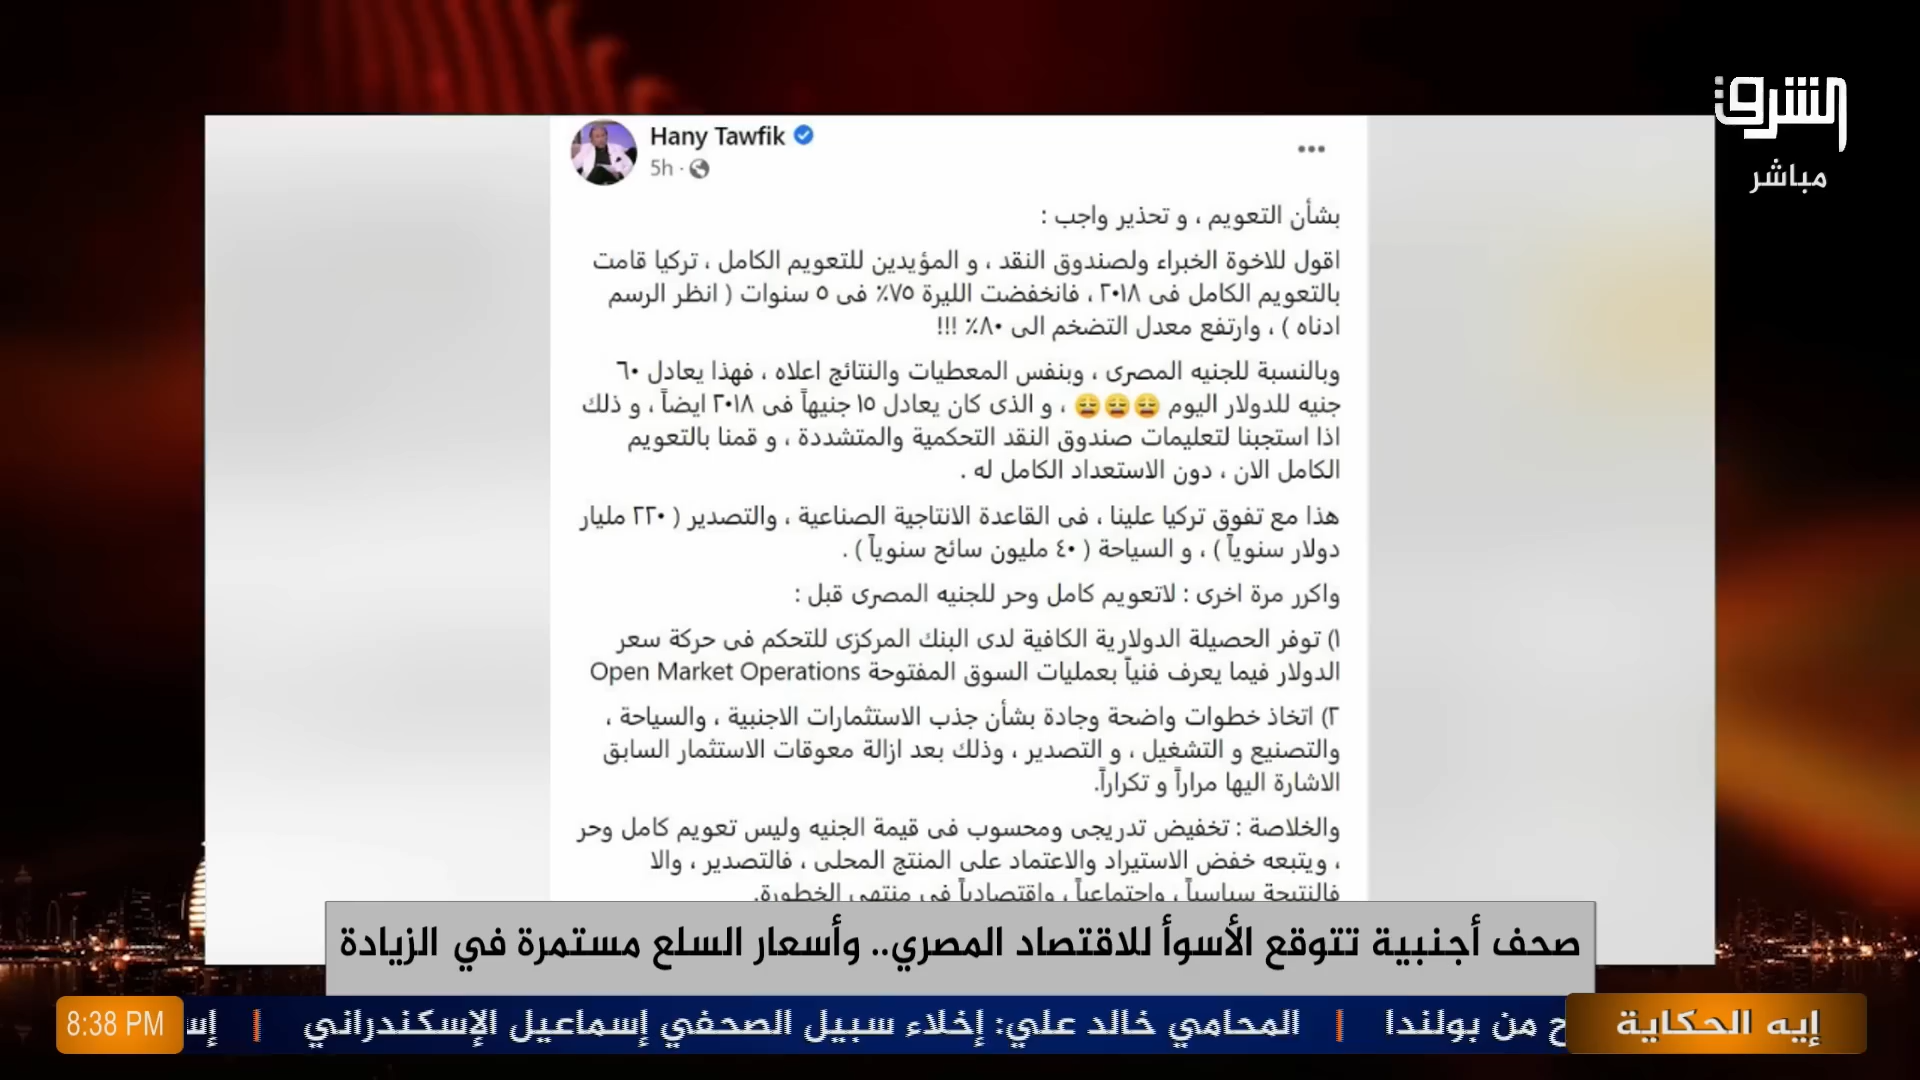 الشرق
مباشر
Hany Tawfik
5h ·
بشأن التعويم ، و تحذير واجب :
اقول للاخوة الخبراء ولصندوق النقد ، و المؤيدين للتعويم الكامل ، تركيا قامت
بالتعويم الكامل فى ٢٠١٨ ، فانخفضت الليرة ٧٥٪ فى ٥ سنوات ( انظر الرسم
ادناه ) ، وارتفع معدل التضخم الى ٨٠٪ !!!
وبالنسبة للجنيه المصرى ، وبنفس المعطيات والنتائج اعلاه ، فهذا يعادل ٦٠
جنيه للدولار اليوم 😩😩😩 ، و الذى كان يعادل ١٥ جنيهاً فى ٢٠١٨ ايضاً ، و ذلك
اذا استجبنا لتعليمات صندوق النقد التحكمية والمتشددة ، و قمنا بالتعويم
الكامل الان ، دون الاستعداد الكامل له .
هذا مع تفوق تركيا علينا ، فى القاعدة الانتاجية الصناعية ، والتصدير ( ٢٢٠ مليار
دولار سنوياً ) ، و السياحة ( ٤٠ مليون سائح سنوياً ) .
واكرر مرة اخرى : لاتعويم كامل وحر للجنيه المصرى قبل :
١) توفر الحصيلة الدولارية الكافية لدى البنك المركزى للتحكم فى حركة سعر
الدولار فيما يعرف فنياً بعمليات السوق المفتوحة Open Market Operations
٢) اتخاذ خطوات واضحة وجادة بشأن جذب الاستثمارات الاجنبية ، والسياحة ،
والتصنيع و التشغيل ، و التصدير ، وذلك بعد ازالة معوقات الاستثمار السابق
الاشارة اليها مراراً و تكراراً.
والخلاصة : تخفيض تدريجى ومحسوب فى قيمة الجنيه وليس تعويم كامل وحر
، ويتبعه خفض الاستيراد والاعتماد على المنتج المحلى ، فالتصدير ، والا
فالنتيجة سياسياً ، واجتماعياً ، واقتصادياً فى منتهى الخطورة.
صحف أجنبية تتوقع الأسوأ للاقتصاد المصري.. وأسعار السلع مستمرة في الزيادة
إيه الحكاية
ح من بولندا | المحامي خالد علي: إخلاء سبيل الصحفي إسماعيل الإسكندراني | إس
8:38 PM